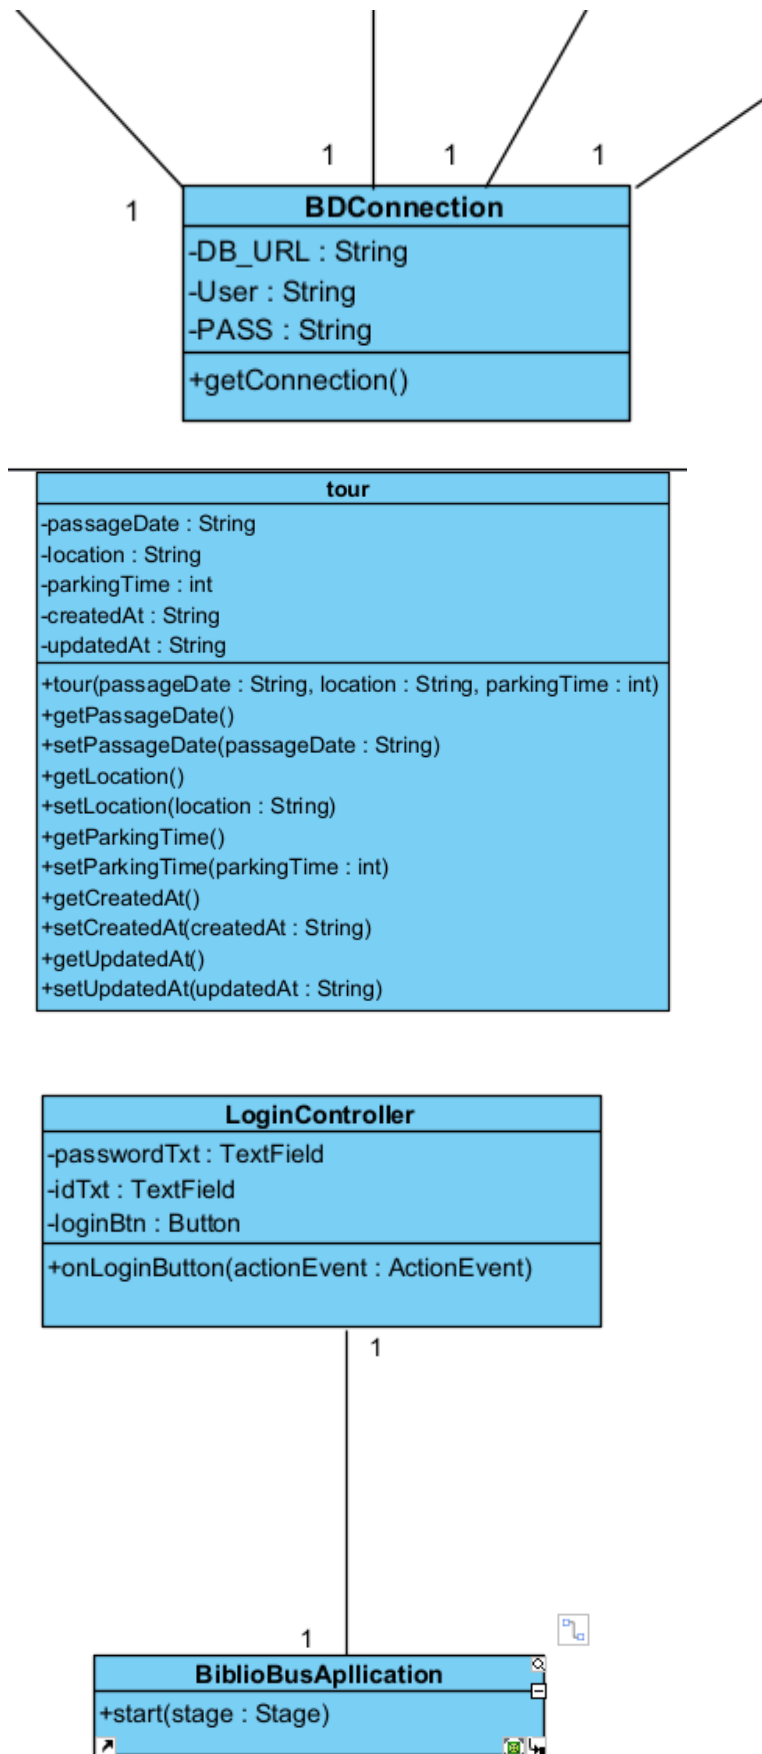 1 1 1
1
BDConnection
-DB_URL : String
-User : String
-PASS : String
+getConnection()
tour
-passageDate : String
-location : String
-parkingTime : int
-createdAt : String
-updatedAt : String
+tour(passageDate : String, location : String, parkingTime : int)
+getPassageDate()
+setPassageDate(passageDate : String)
+getLocation()
+setLocation(location : String)
+getParkingTime()
+setParkingTime(parkingTime : int)
+getCreatedAt()
+setCreatedAt(createdAt : String)
+getUpdatedAt()
+setUpdatedAt(updatedAt : String)
LoginController
-passwordTxt : TextField
-idTxt : TextField
-loginBtn : Button
+onLoginButton(actionEvent : ActionEvent)
1
1
BiblioBusApllication
+start(stage : Stage)